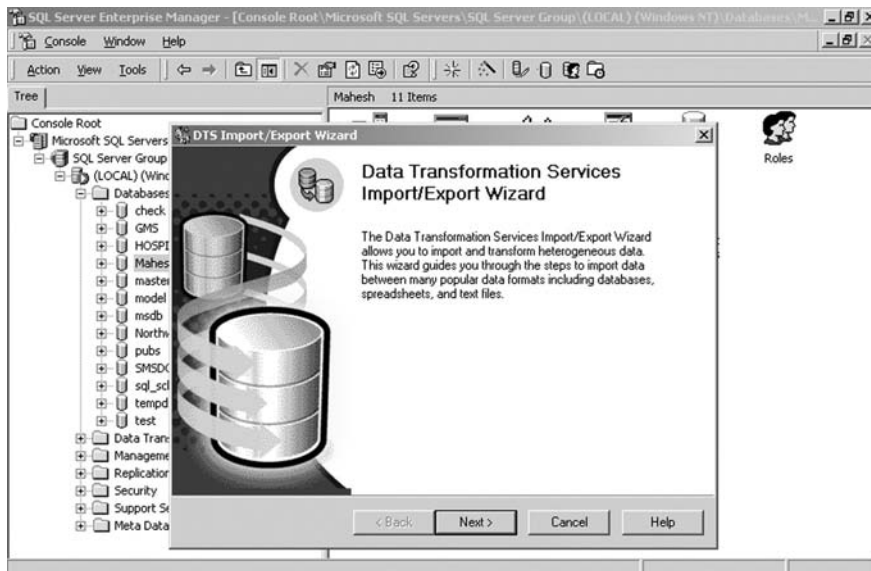 SQL Server Enterprise Manager - [Console Root\Microsoft SQL Servers\SQL Server Group\(LOCAL) (Windows NT)\Databases\M...
Console Window Help
Action View Tools
Tree
Mahesh 11 Items
Console Root
Microsoft SQL Servers
SQL Server Group
(LOCAL) (Winc
Databases
check
GMS
HOSPI
Mahes
master
model
msdb
Northw
pubs
SMSDC
sql_scl
tempd
test
Data Trans
Manageme
Replication
Security
Support Se
Meta Data
Roles
DTS Import/Export Wizard
Data Transformation Services
Import/Export Wizard
The Data Transformation Services Import/Export Wizard
allows you to import and transform heterogeneous data.
This wizard guides you through the steps to import data
between many popular data formats including databases,
spreadsheets, and text files.
< Back Next > Cancel Help